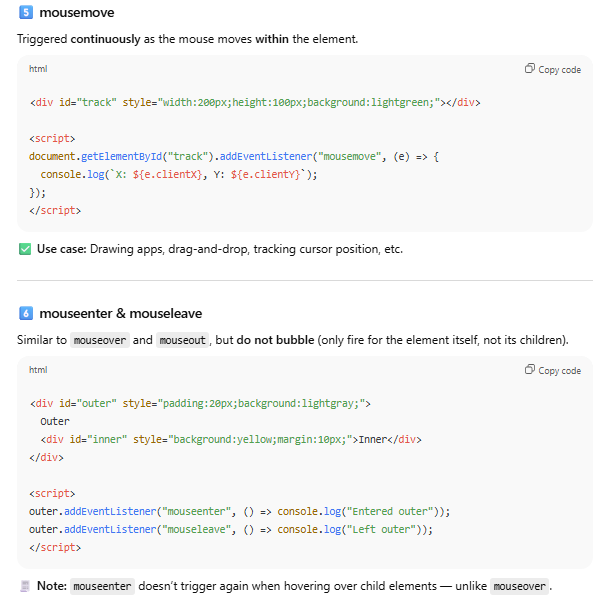 5 mousemove
Triggered continuously as the mouse moves within the element.
html
Copy code
<div id="track" style="width:200px;height:100px;background:lightgreen;"></div>
<script>
document.getElementById("track").addEventListener("mousemove", (e) => {
  console.log(`X: ${e.clientX}, Y: ${e.clientY}`);
});
</script>
✅ Use case: Drawing apps, drag-and-drop, tracking cursor position, etc.
6 mouseenter & mouseleave
Similar to mouseover and mouseout, but do not bubble (only fire for the element itself, not its children).
html
Copy code
<div id="outer" style="padding:20px;background:lightgray;">
  Outer
  <div id="inner" style="background:yellow;margin:10px;">Inner</div>
</div>
<script>
outer.addEventListener("mouseenter", () => console.log("Entered outer"));
outer.addEventListener("mouseleave", () => console.log("Left outer"));
</script>
Note: mouseenter doesn't trigger again when hovering over child elements — unlike mouseover.